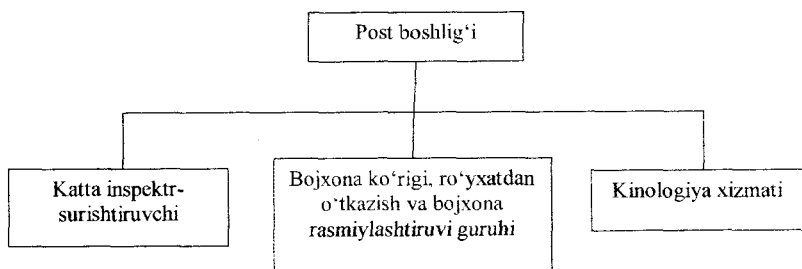 Post boshlig‘i
Katta inspektr-
surishtiruvchi
Bojxona ko‘rigi, ro‘yxatdan
o‘tkazish va bojxona
rasmiylashtiruvi guruhi
Kinologiya xizmati